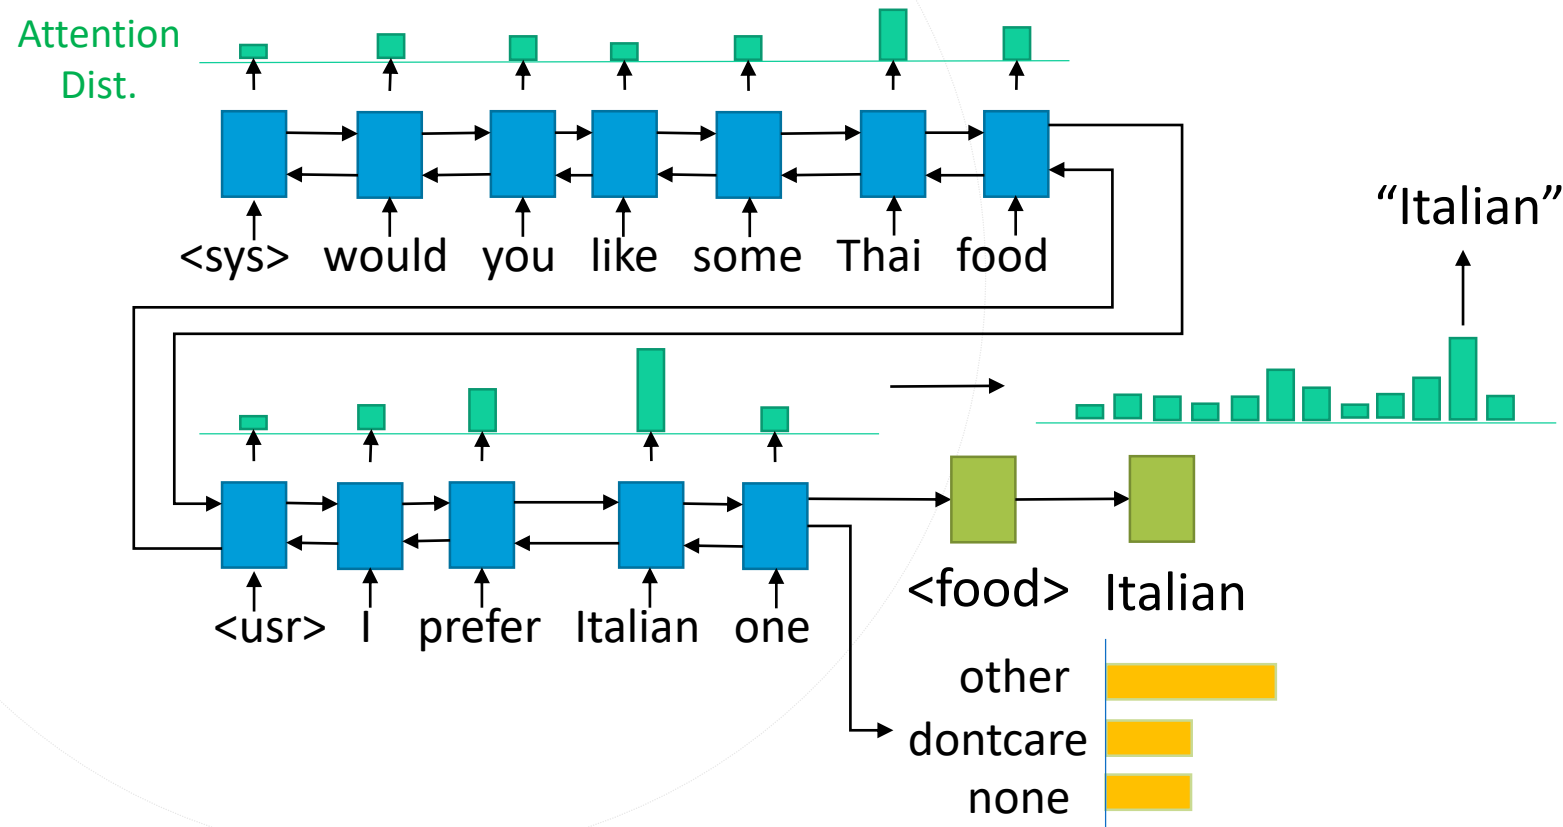 Attention
Dist.
<sys> would you like some Thai food
“Italian”
<usr> I prefer Italian one
<food> Italian
other
dontcare
none